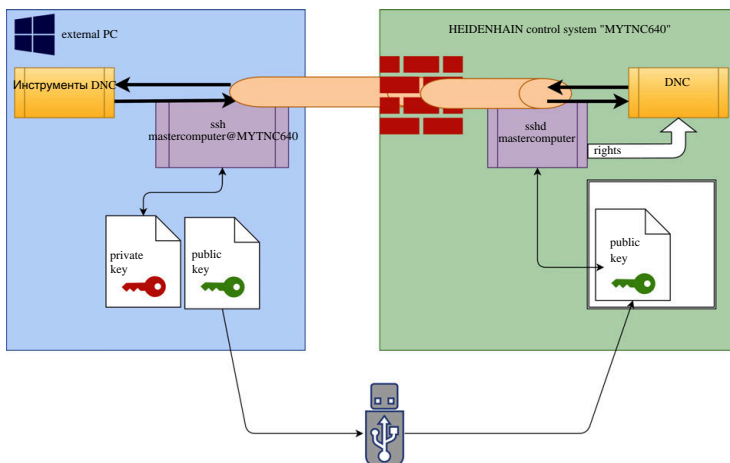 external PC
HEIDENHAIN control system "MYTNC640"
Инструменты DNC
DNC
ssh
mastercomputer@MYTNC640
sshd
mastercomputer
rights
private
key
public
key
public
key